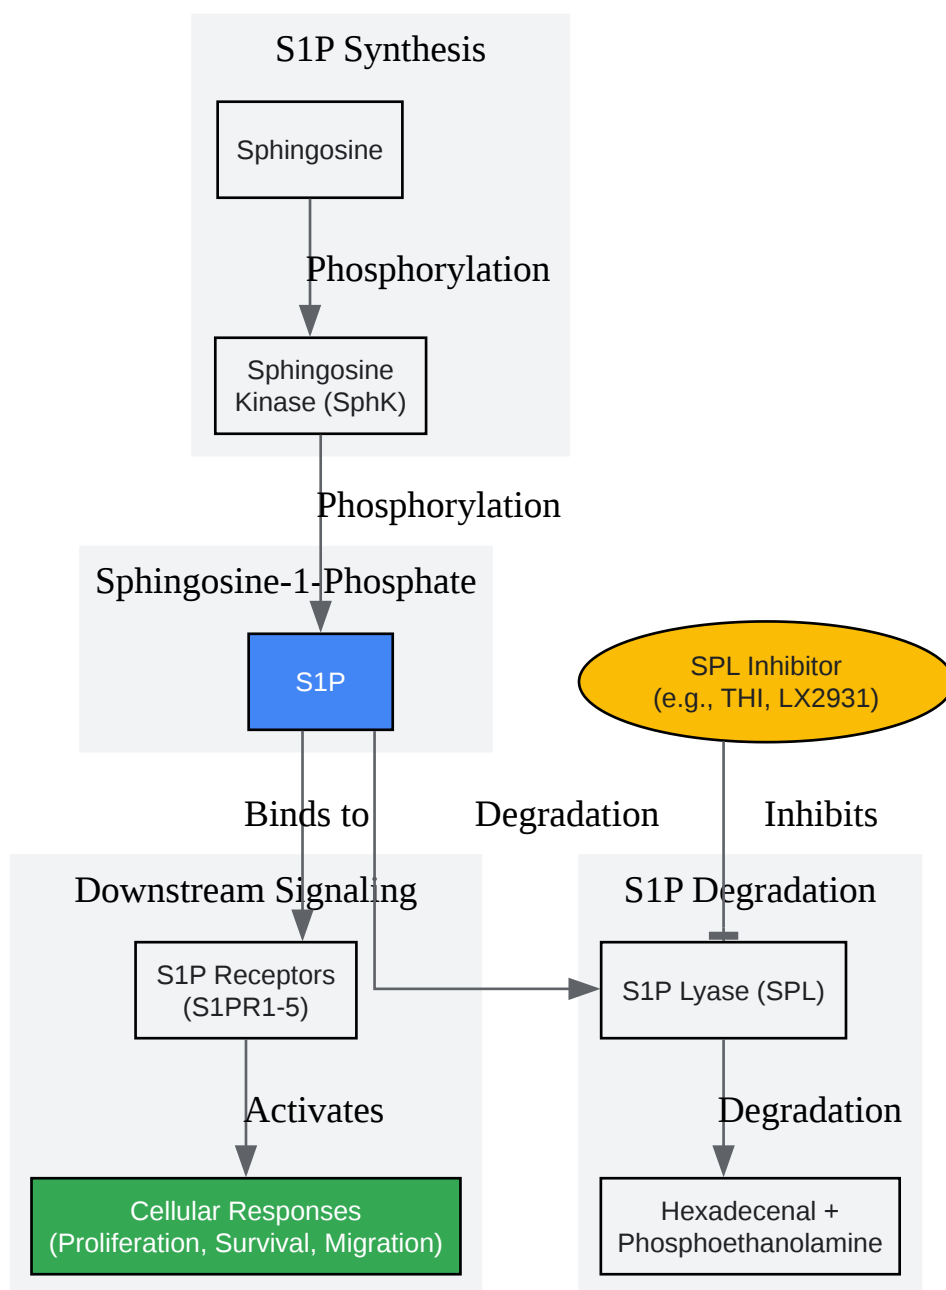 S1P Synthesis
Sphingosine
Phosphorylation
Sphingosine
Kinase (SphK)
Phosphorylation
Sphingosine-1-Phosphate
S1P
SPL Inhibitor
(e.g., THI, LX2931)
Binds to
Degradation
Inhibits
Downstream Signaling
S1P Degradation
S1P Receptors
(S1PR1-5)
S1P Lyase (SPL)
Activates
Degradation
Cellular Responses
(Proliferation, Survival, Migration)
Hexadecenal +
Phosphoethanolamine